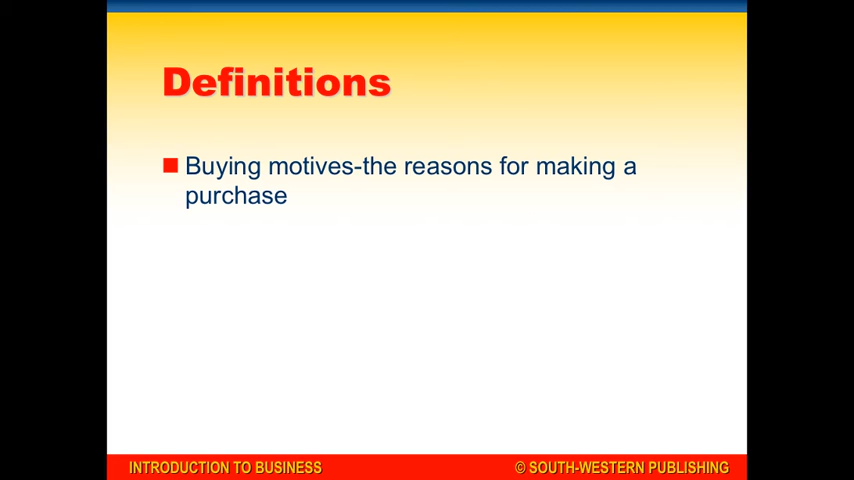 Definitions
Buying motives-the reasons for making a
purchase
INTRODUCTION TO BUSINESS
© SOUTH-WESTERN PUBLISHING